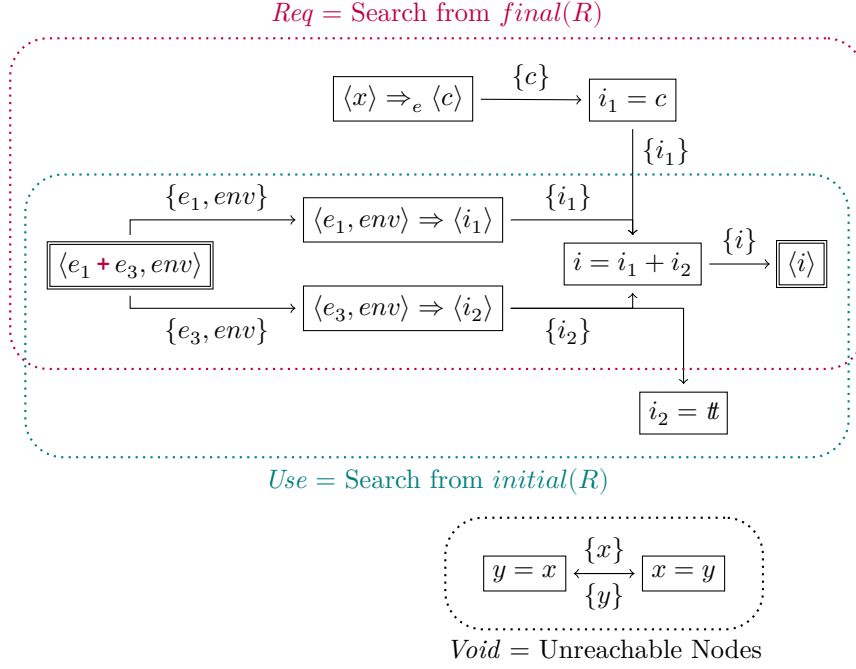 Req = Search from final(R)
⟨x⟩ ⇒ₑ ⟨c⟩
{c}
i₁ = c
{i₁}
{e₁, env}
⟨e₁, env⟩ ⇒ ⟨i₁⟩
{i₁}
⟨e₁ + e₃, env⟩
i = i₁ + i₂
{i}
⟨i⟩
{e₃, env}
⟨e₃, env⟩ ⇒ ⟨i₂⟩
{i₂}
i₂ = tt
Use = Search from initial(R)
y = x
{x}
{y}
x = y
Void = Unreachable Nodes